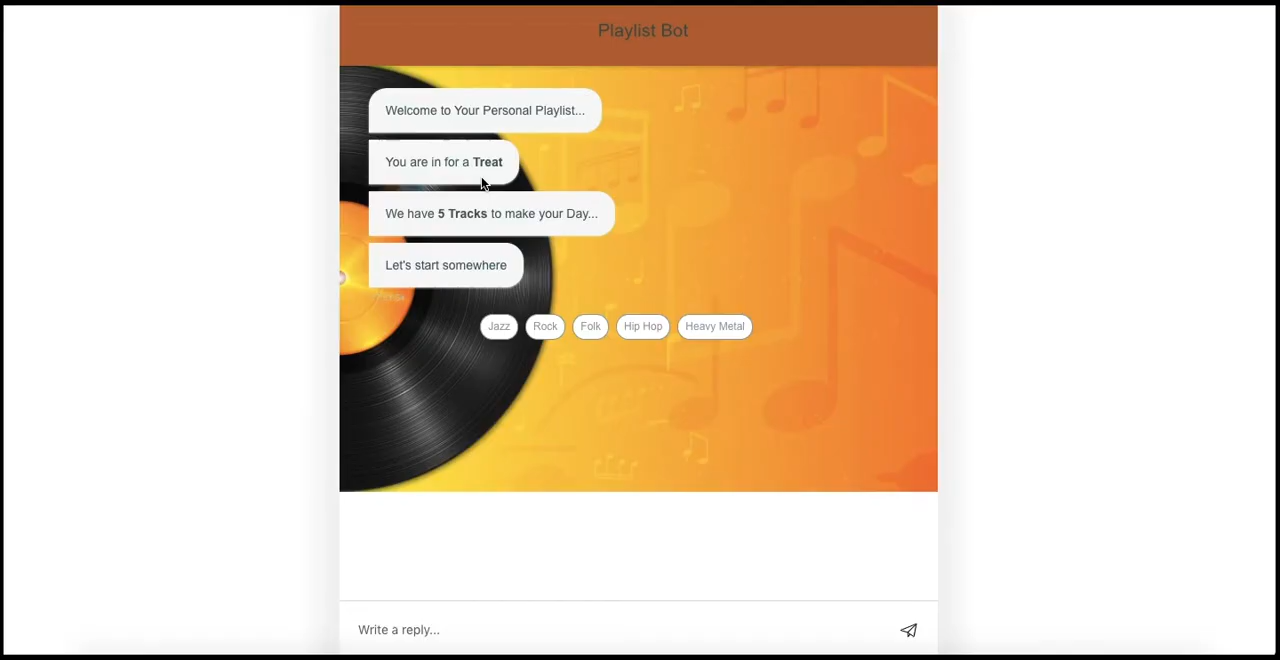 Playlist Bot
Welcome to Your Personal Playlist...
You are in for a Treat
We have 5 Tracks to make your Day...
Let's start somewhere
Jazz Rock Folk Hip Hop Heavy Metal
Write a reply...